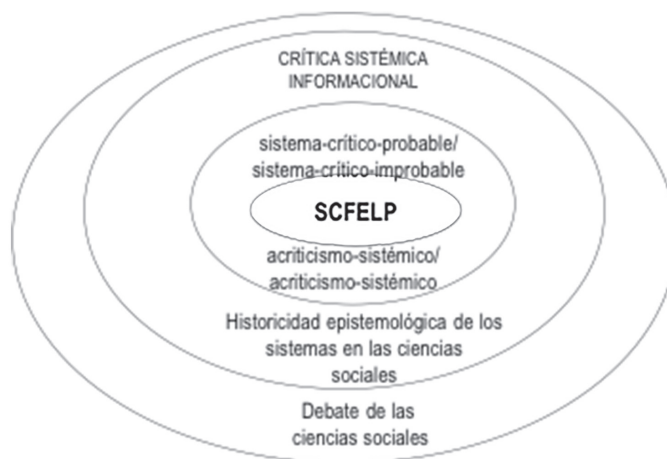 CRÍTICA SISTÉMICA
INFORMACIONAL
sistema-crítico-probable/
sistema-crítico-improbable
SCFELP
acriticismo-sistémico/
acriticismo-sistémico
Historicidad epistemológica de los
sistemas en las ciencias
sociales
Debate de las
ciencias sociales